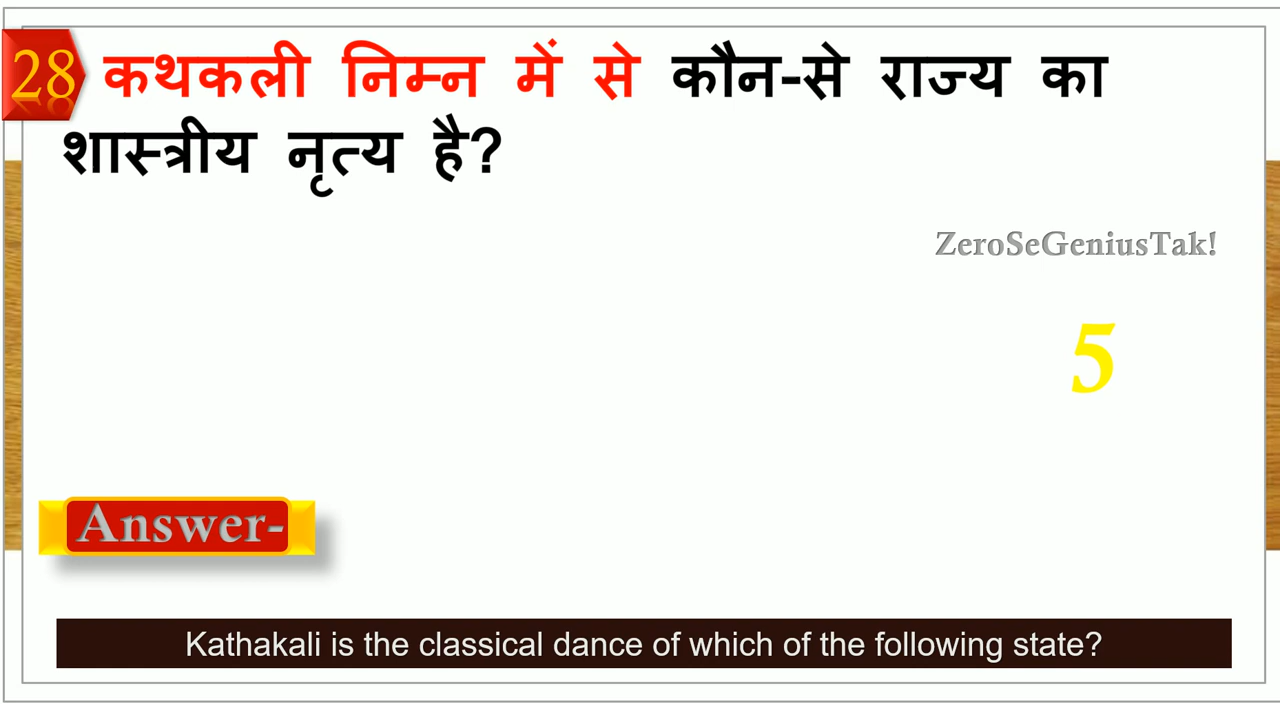 28 कथकली निम्न में से कौन-से राज्य का
शास्त्रीय नृत्य है?
ZeroSeGeniusTak!
5
Answer-
Kathakali is the classical dance of which of the following state?